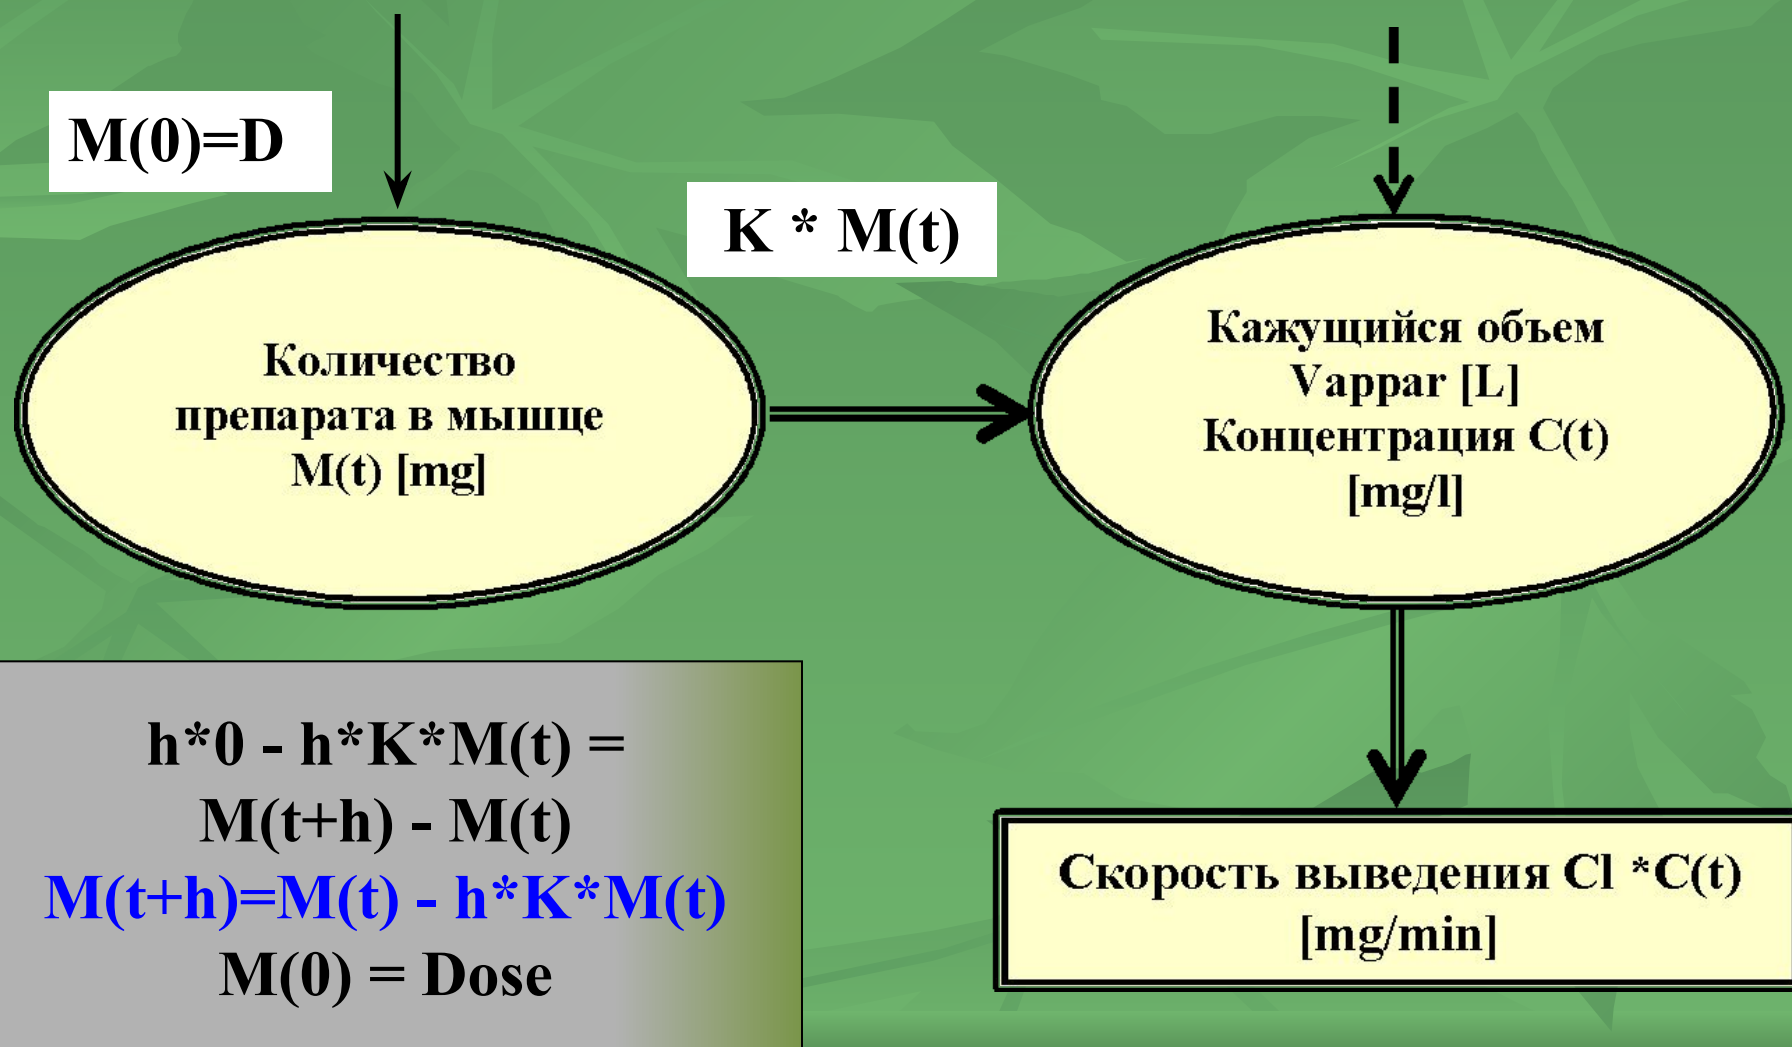 M(0)=D
K * M(t)
Количество
препарата в мышце
M(t) [mg]
Кажущийся объем
Vappar [L]
Концентрация C(t)
[mg/l]
h*0 - h*K*M(t) =
M(t+h) - M(t)
M(t+h)=M(t) - h*K*M(t)
M(0) = Dose
Скорость выведения Cl *C(t)
[mg/min]